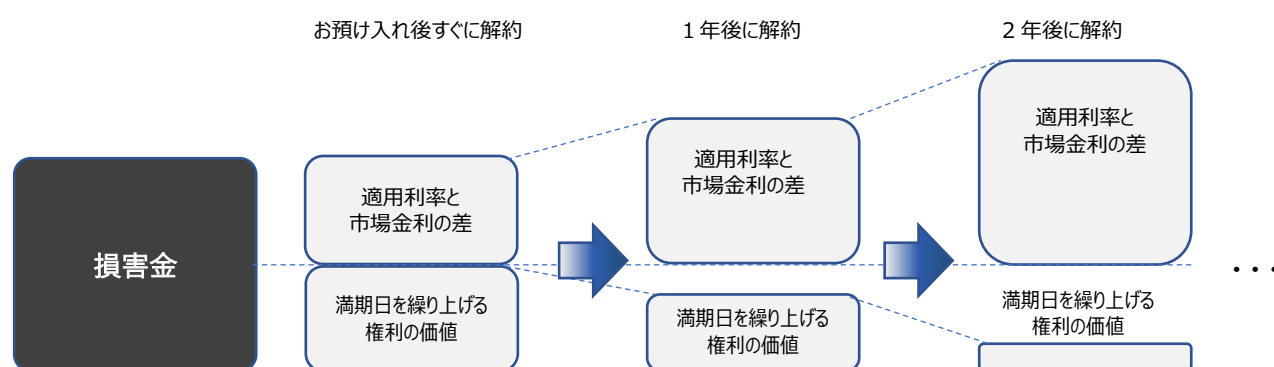 お預け入れ後すぐに解約
1年後に解約
2年後に解約
損害金
適用利率と
市場金利の差
満期日を繰り上げる
権利の価値
適用利率と
市場金利の差
満期日を繰り上げる
権利の価値
適用利率と
市場金利の差
満期日を繰り上げる
権利の価値
・・・